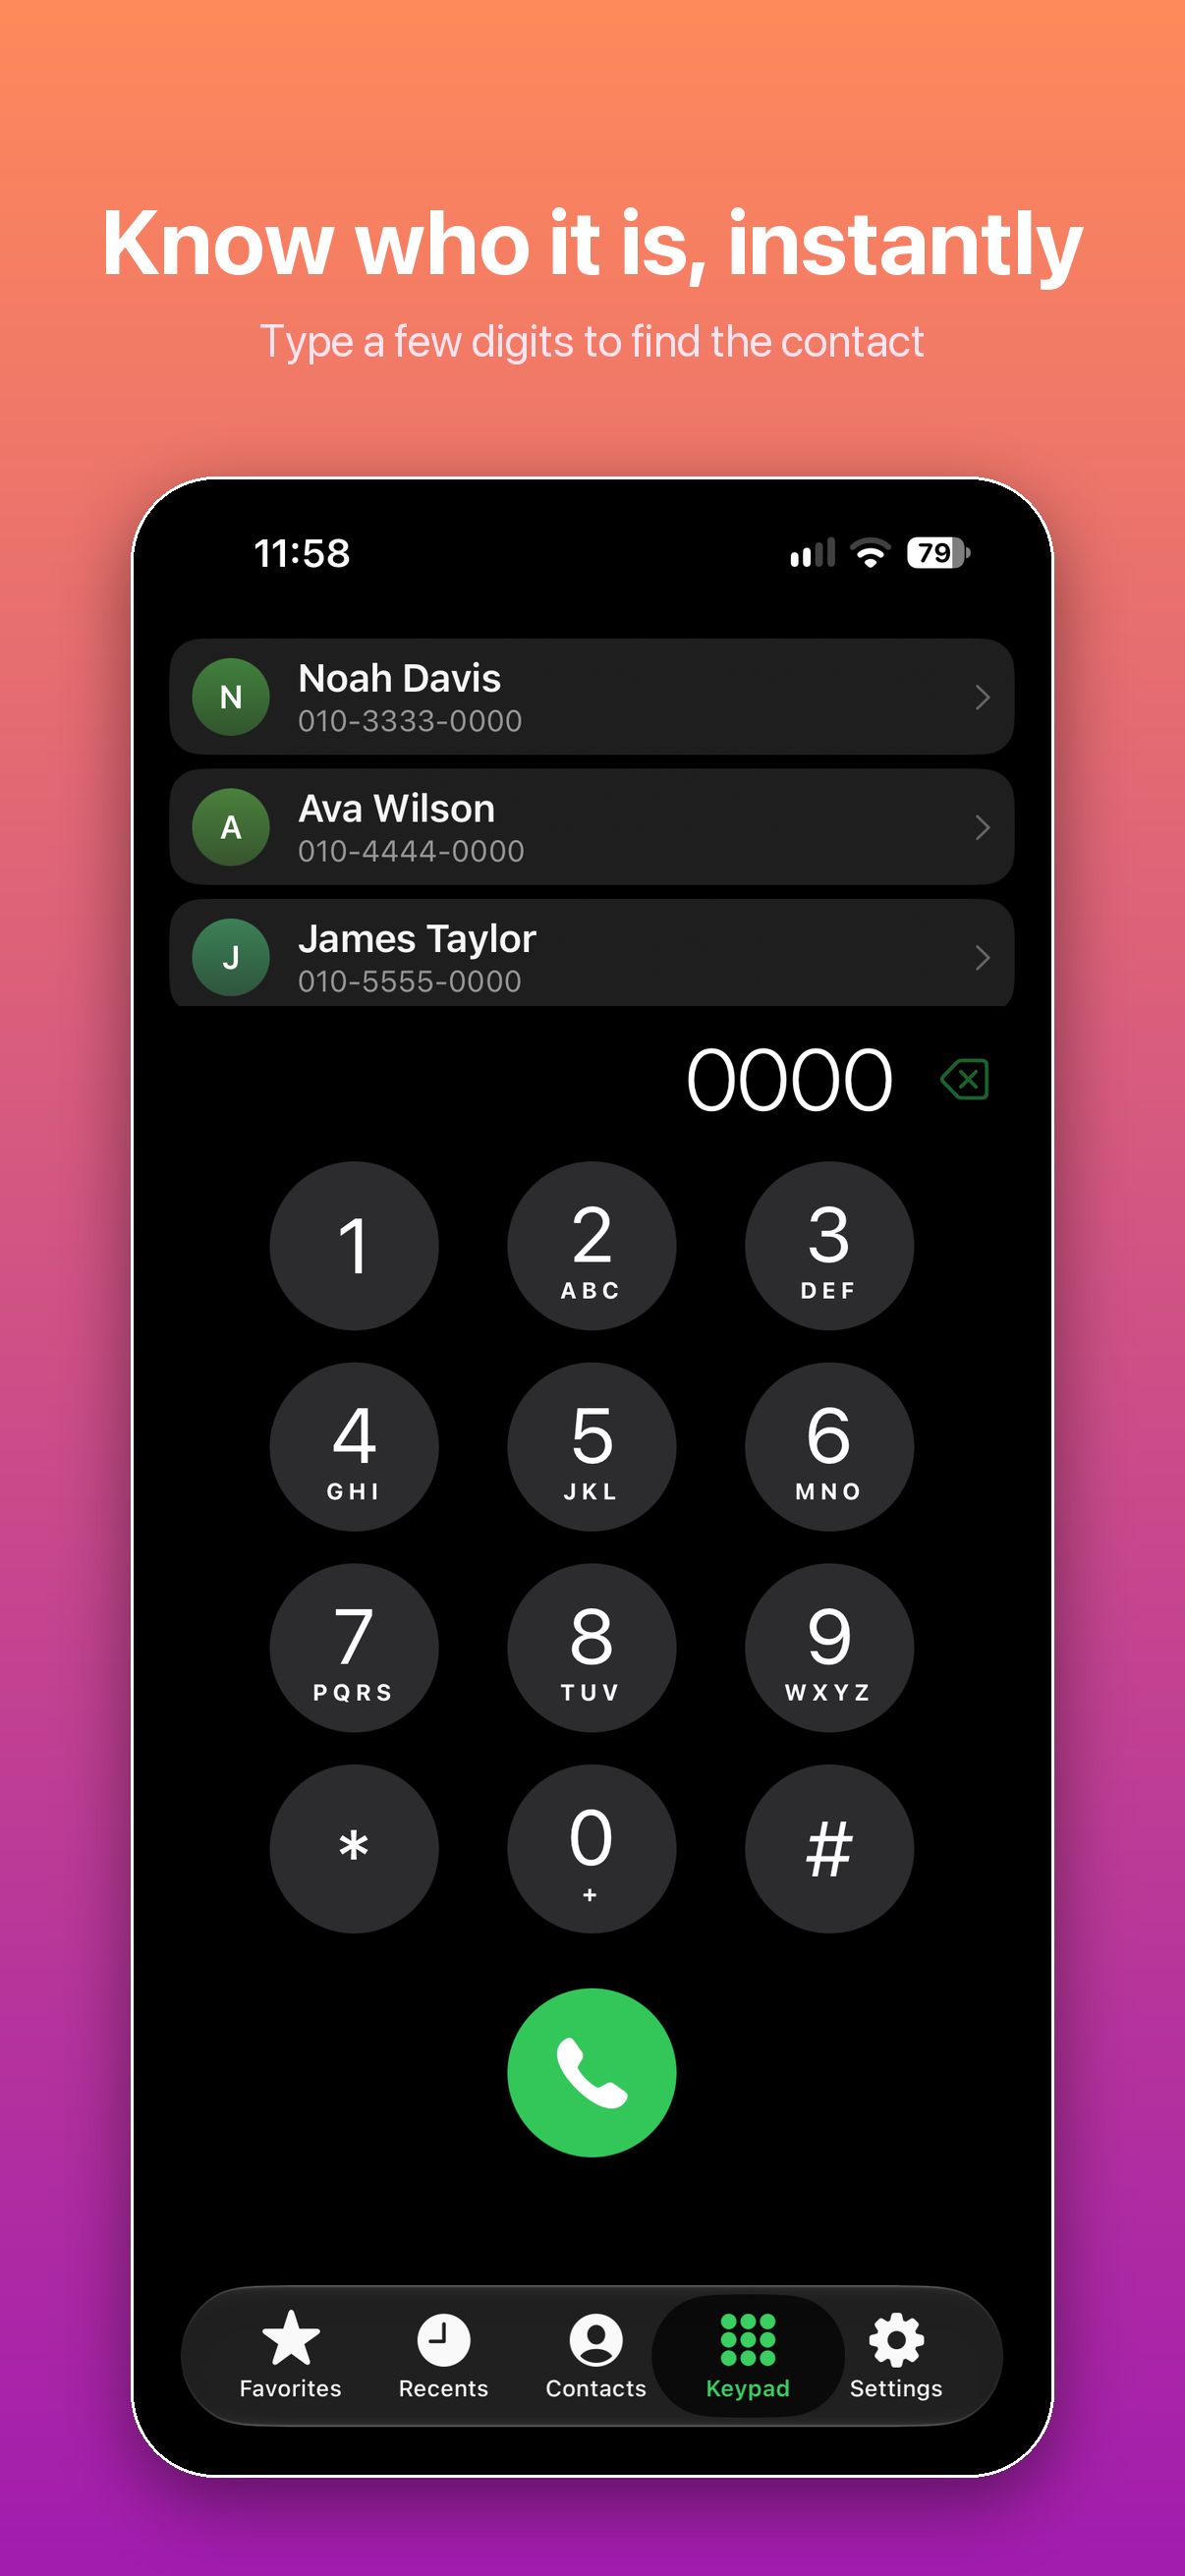 Know who it is, instantly
Type a few digits to find the contact
11:58
79
N
Noah Davis
010-3333-0000
A
Ava Wilson
010-4444-0000
J
James Taylor
010-5555-0000
0000
1
2
ABC
3
DEF
4
GHI
5
JKL
6
MNO
7
PQRS
8
TUV
9
WXYZ
*
0
+
#
Favorites
Recents
Contacts
Keypad
Settings